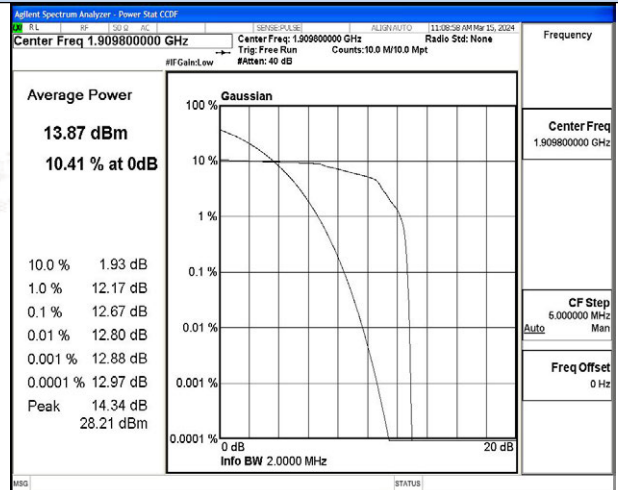 Agilent Spectrum Analyzer - Power Stat CCDF
RL RF 50 Ω AC SENSE:PULSE ALIGN AUTO 11:08:58 AM Mar 15, 2024
Center Freq 1.909800000 GHz
Center Freq: 1.909800000 GHz Radio Std: None
Trig: Free Run Counts:10.0 M/10.0 Mpt
#IFGain:Low #Atten: 40 dB
Frequency
Average Power
13.87 dBm
10.41 % at 0dB
10.0 % 1.93 dB
1.0 % 12.17 dB
0.1 % 12.67 dB
0.01 % 12.80 dB
0.001 % 12.88 dB
0.0001 % 12.97 dB
Peak 14.34 dB
28.21 dBm
Gaussian
100 %
10 %
1 %
0.1 %
0.01 %
0.001 %
0.0001 %
0 dB 20 dB
Info BW 2.0000 MHz
Center Freq
1.909800000 GHz
CF Step
5.000000 MHz
Auto Man
Freq Offset
0 Hz
MSG STATUS